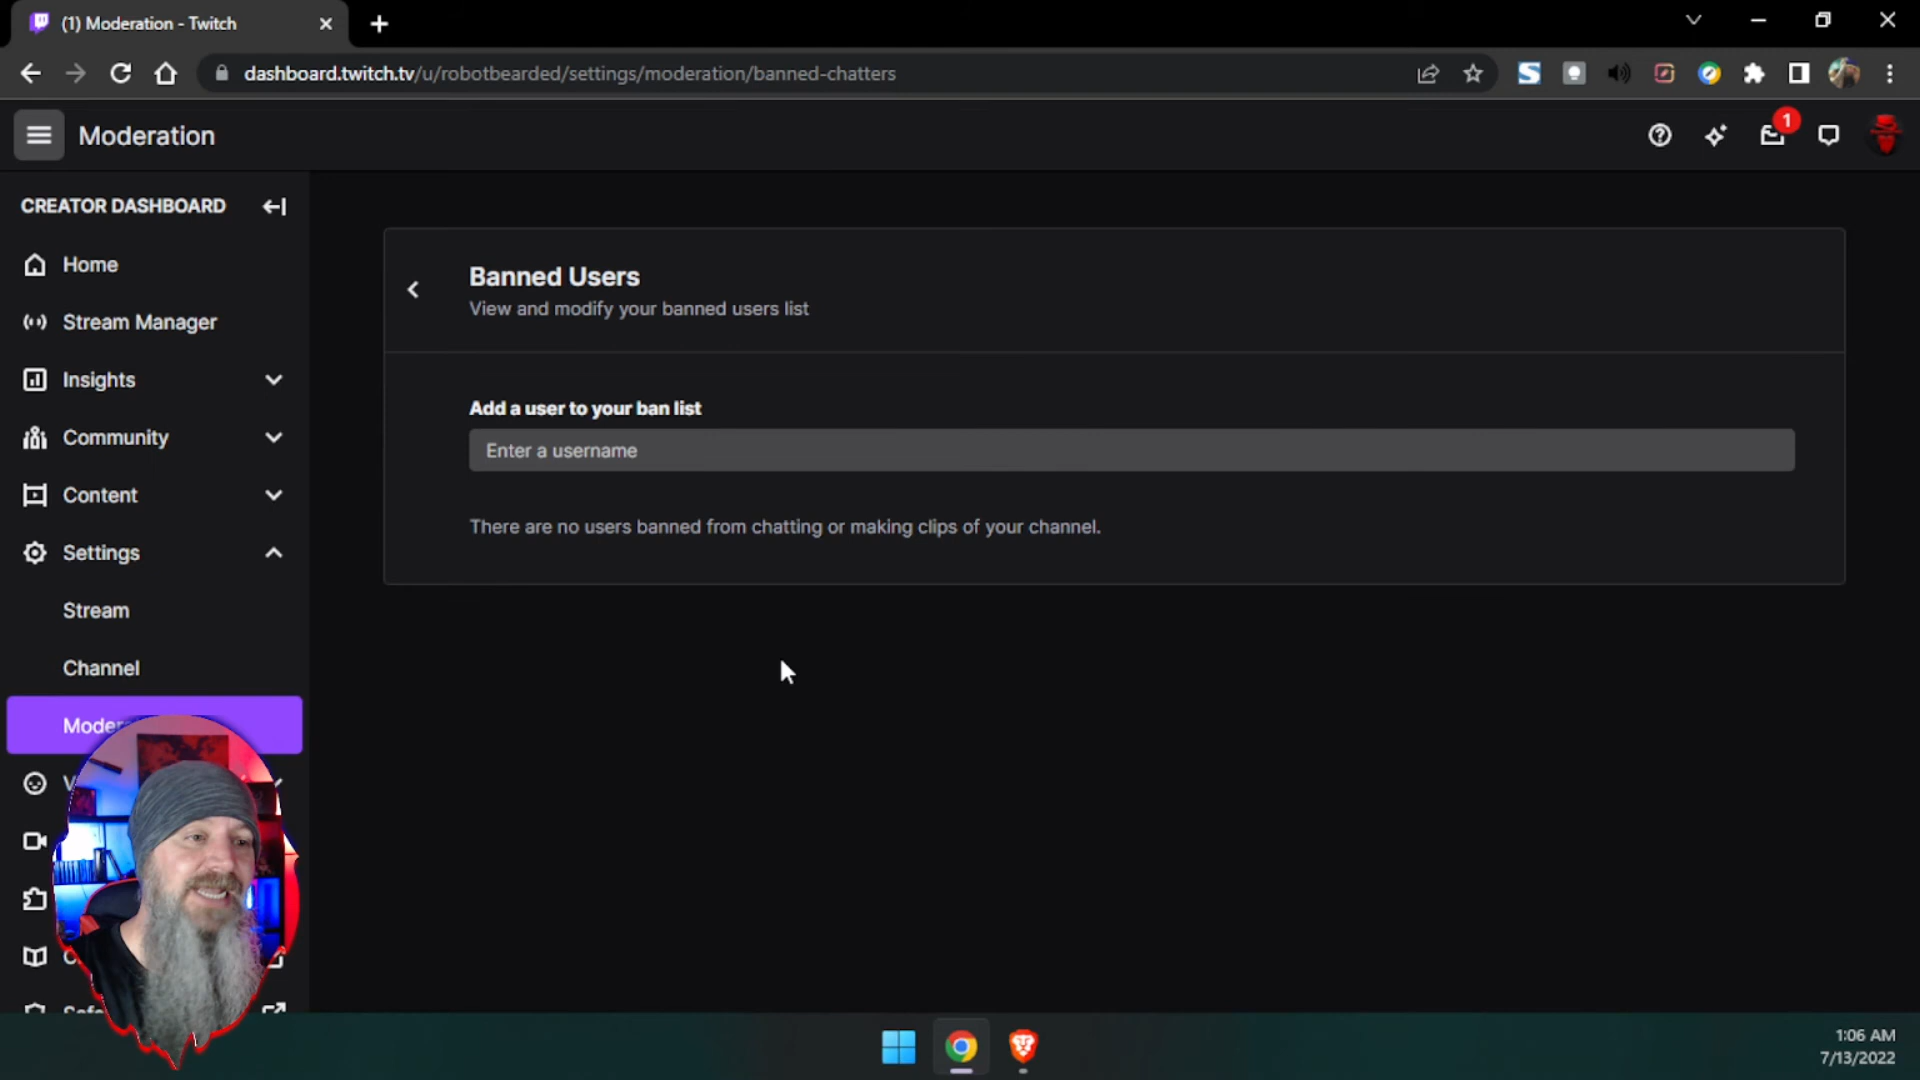 (1) Moderation - Twitch
dashboard.twitch.tv/u/robotbearded/settings/moderation/banned-chatters
Moderation
1
CREATOR DASHBOARD
Home
Stream Manager
Insights
Community
Content
Settings
Stream
Channel
Banned Users
View and modify your banned users list
Add a user to your ban list
Enter a username
There are no users banned from chatting or making clips of your channel.
1:06 AM
7/13/2022